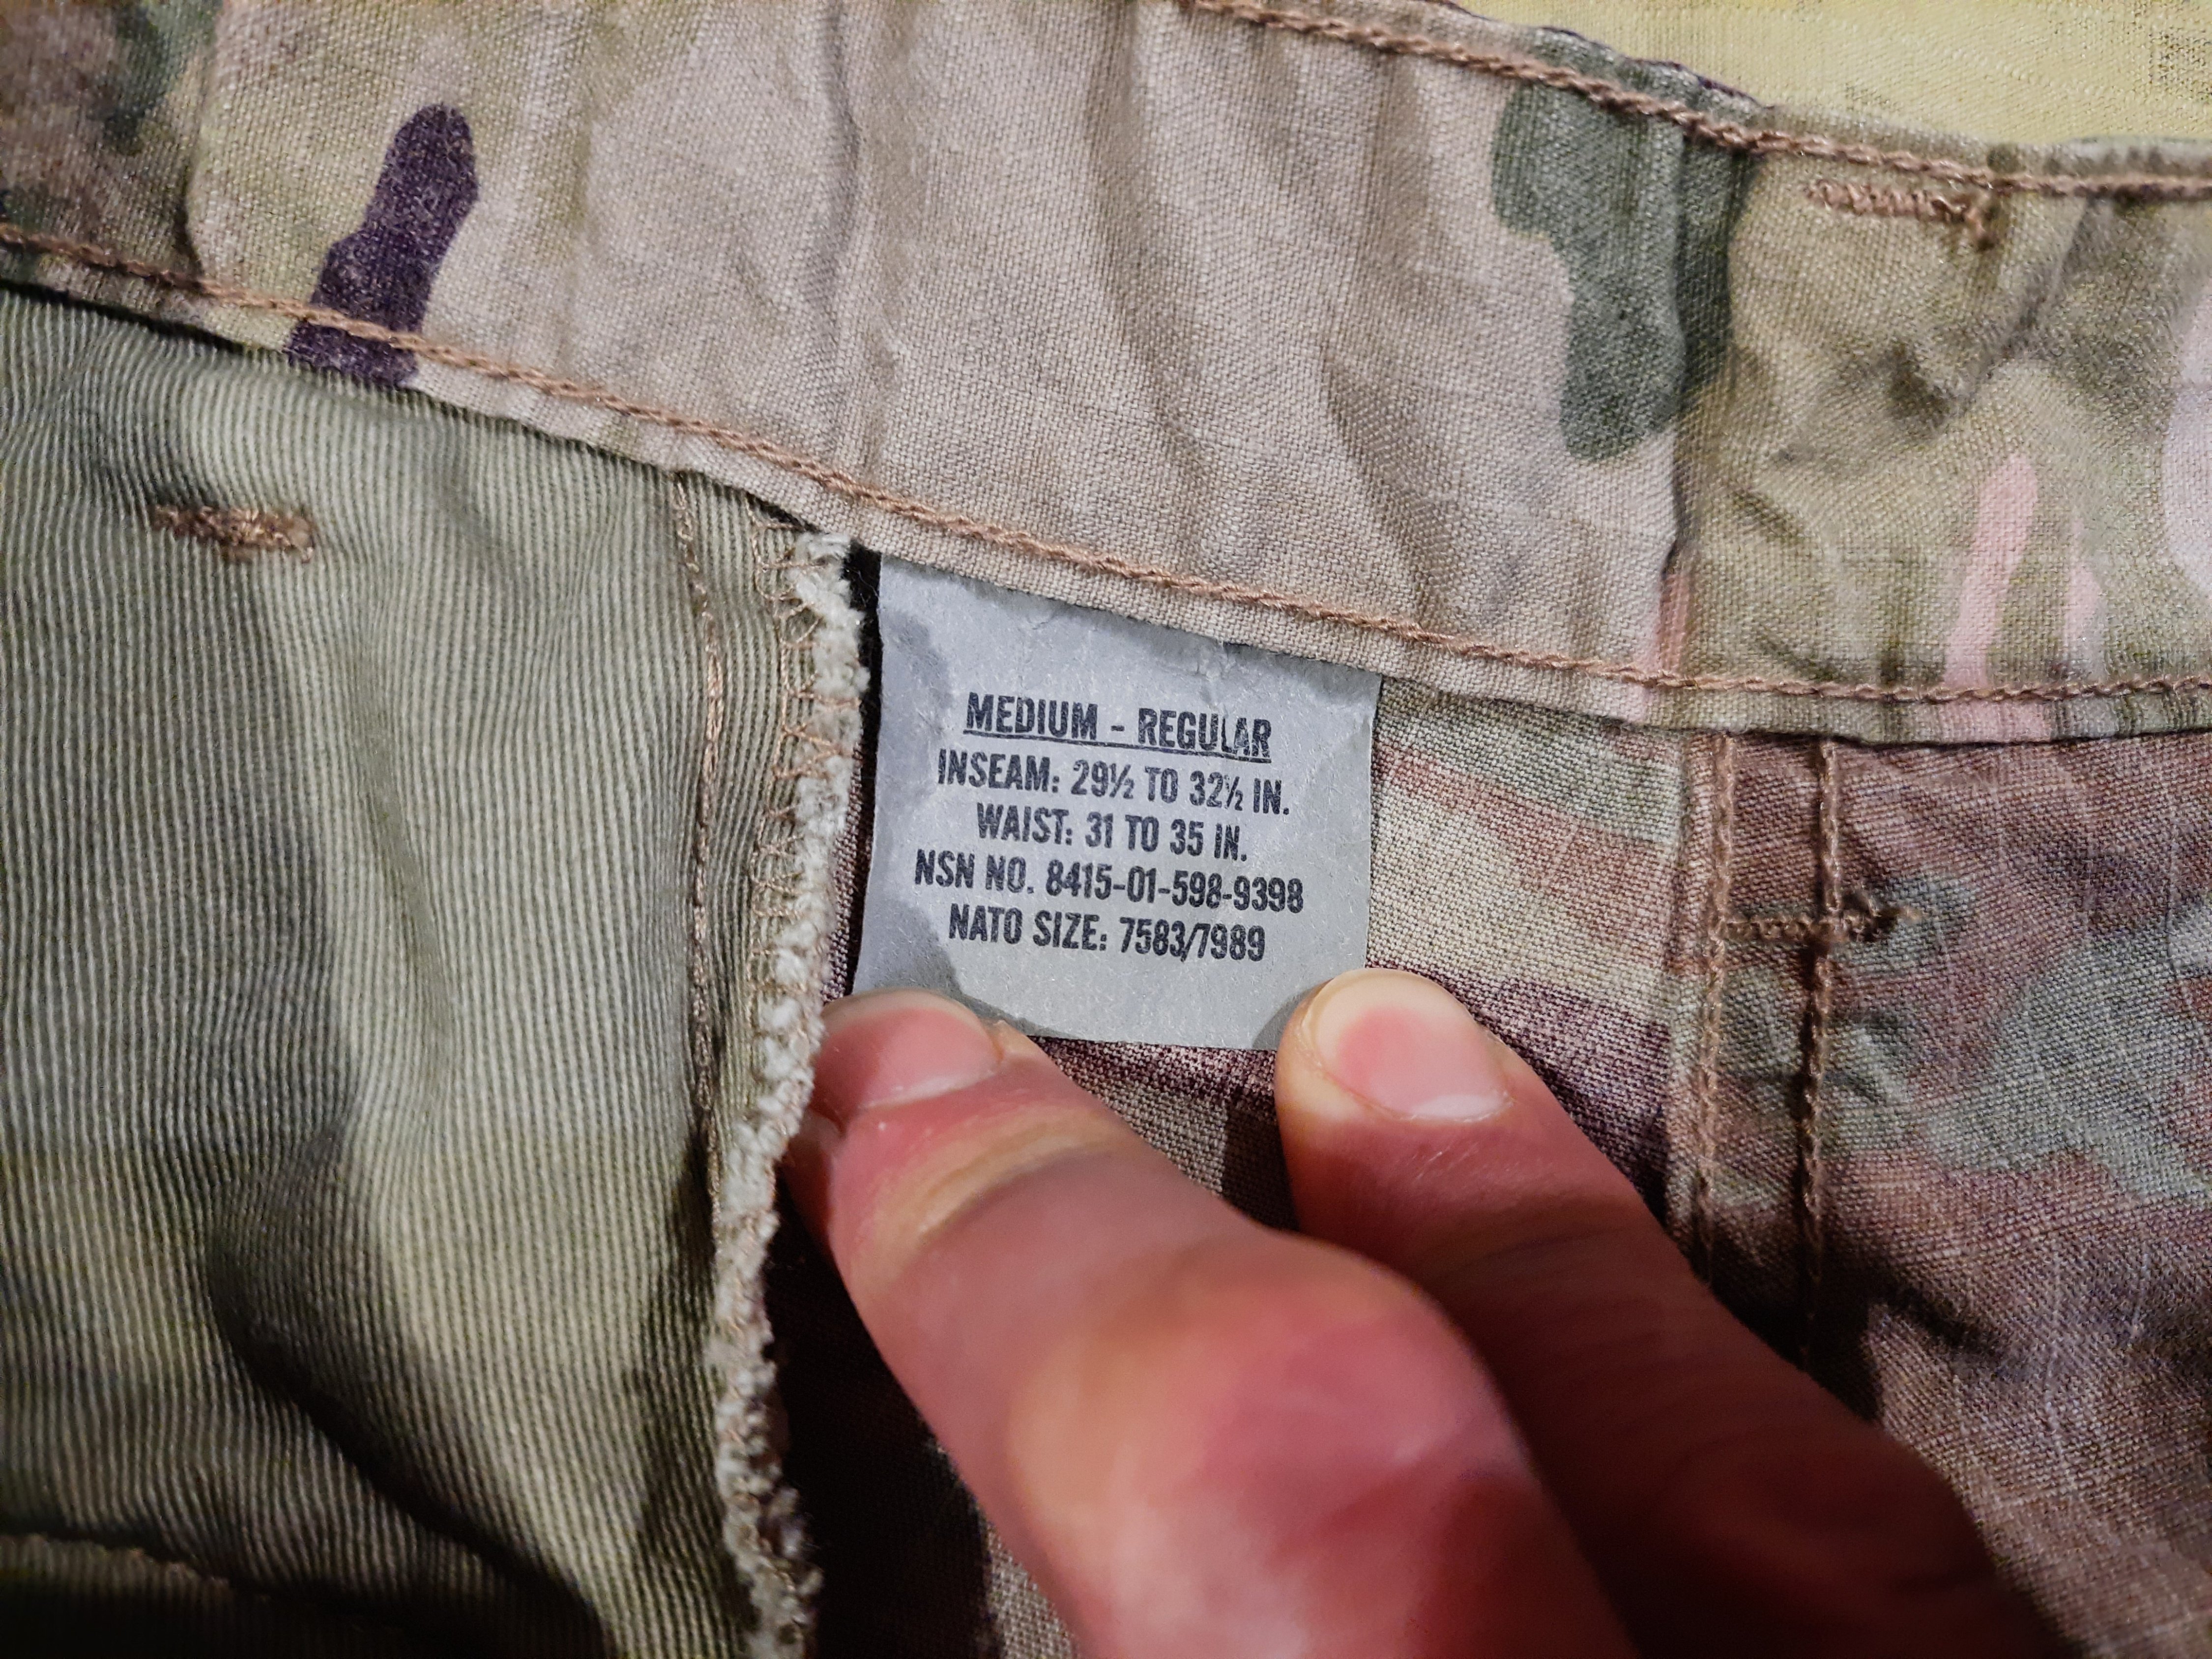 MEDIUM - REGULAR
INSEAM: 29½ TO 32½ IN.
WAIST: 31 TO 35 IN.
NSN NO. 8415-01-598-9398
NATO SIZE: 7583/7989